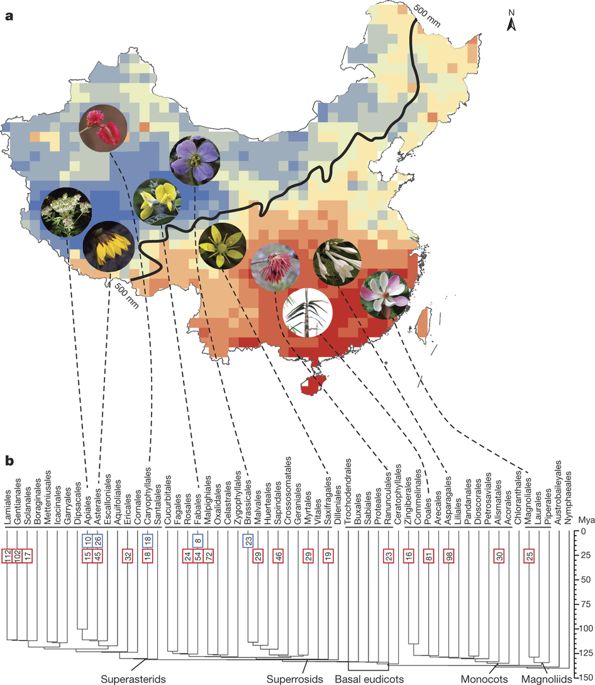 a
500 mm
N
500 mm
b
Lamiales
Gentianales
Solanales
Boraginales
Metteniusales
Icacinales
Garryales
Dipsacales
Apiales
Asterales
Escalloniales
Aquifoliales
Ericales
Cornales
Caryophyllales
Santalales
Cucurbitales
Fagales
Rosales
Fabales
Malpighiales
Oxalidales
Celastrales
Zygophyllales
Brassicales
Malvales
Huerteales
Sapindales
Crossosomatales
Geraniales
Myrtales
Vitales
Saxifragales
Dilleniales
Trochodendrales
Buxales
Sabiales
Proteales
Ranunculales
Ceratophyllales
Zingiberales
Commelinales
Poales
Arecales
Asparagales
Liliales
Pandanales
Dioscorales
Petrosaviales
Alismatales
Acorales
Chloranthales
Magnoliales
Laurales
Piperales
Austrobaileyales
Nymphaeales
Mya
10 26 18 8 23
112 102 17 15 45 32 18 24 54 72 29 46 29 19 23 16 81 98 30 25
0
25
50
75
100
125
150
Superasterids Superrosids Basal eudicots Monocots Magnoliids